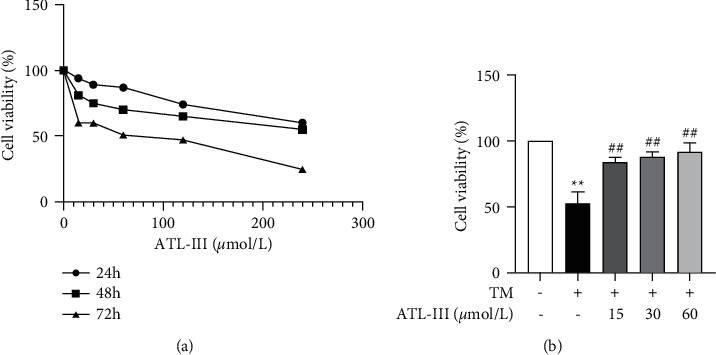 150
100
50
0
Cell viability (%)
0 100 200 300
ATL-III (μmol/L)
24h
48h
72h
(a)
150
100
50
0
Cell viability (%)
**
##
##
##
TM - + + + +
ATL-III (μmol/L) - - 15 30 60
(b)